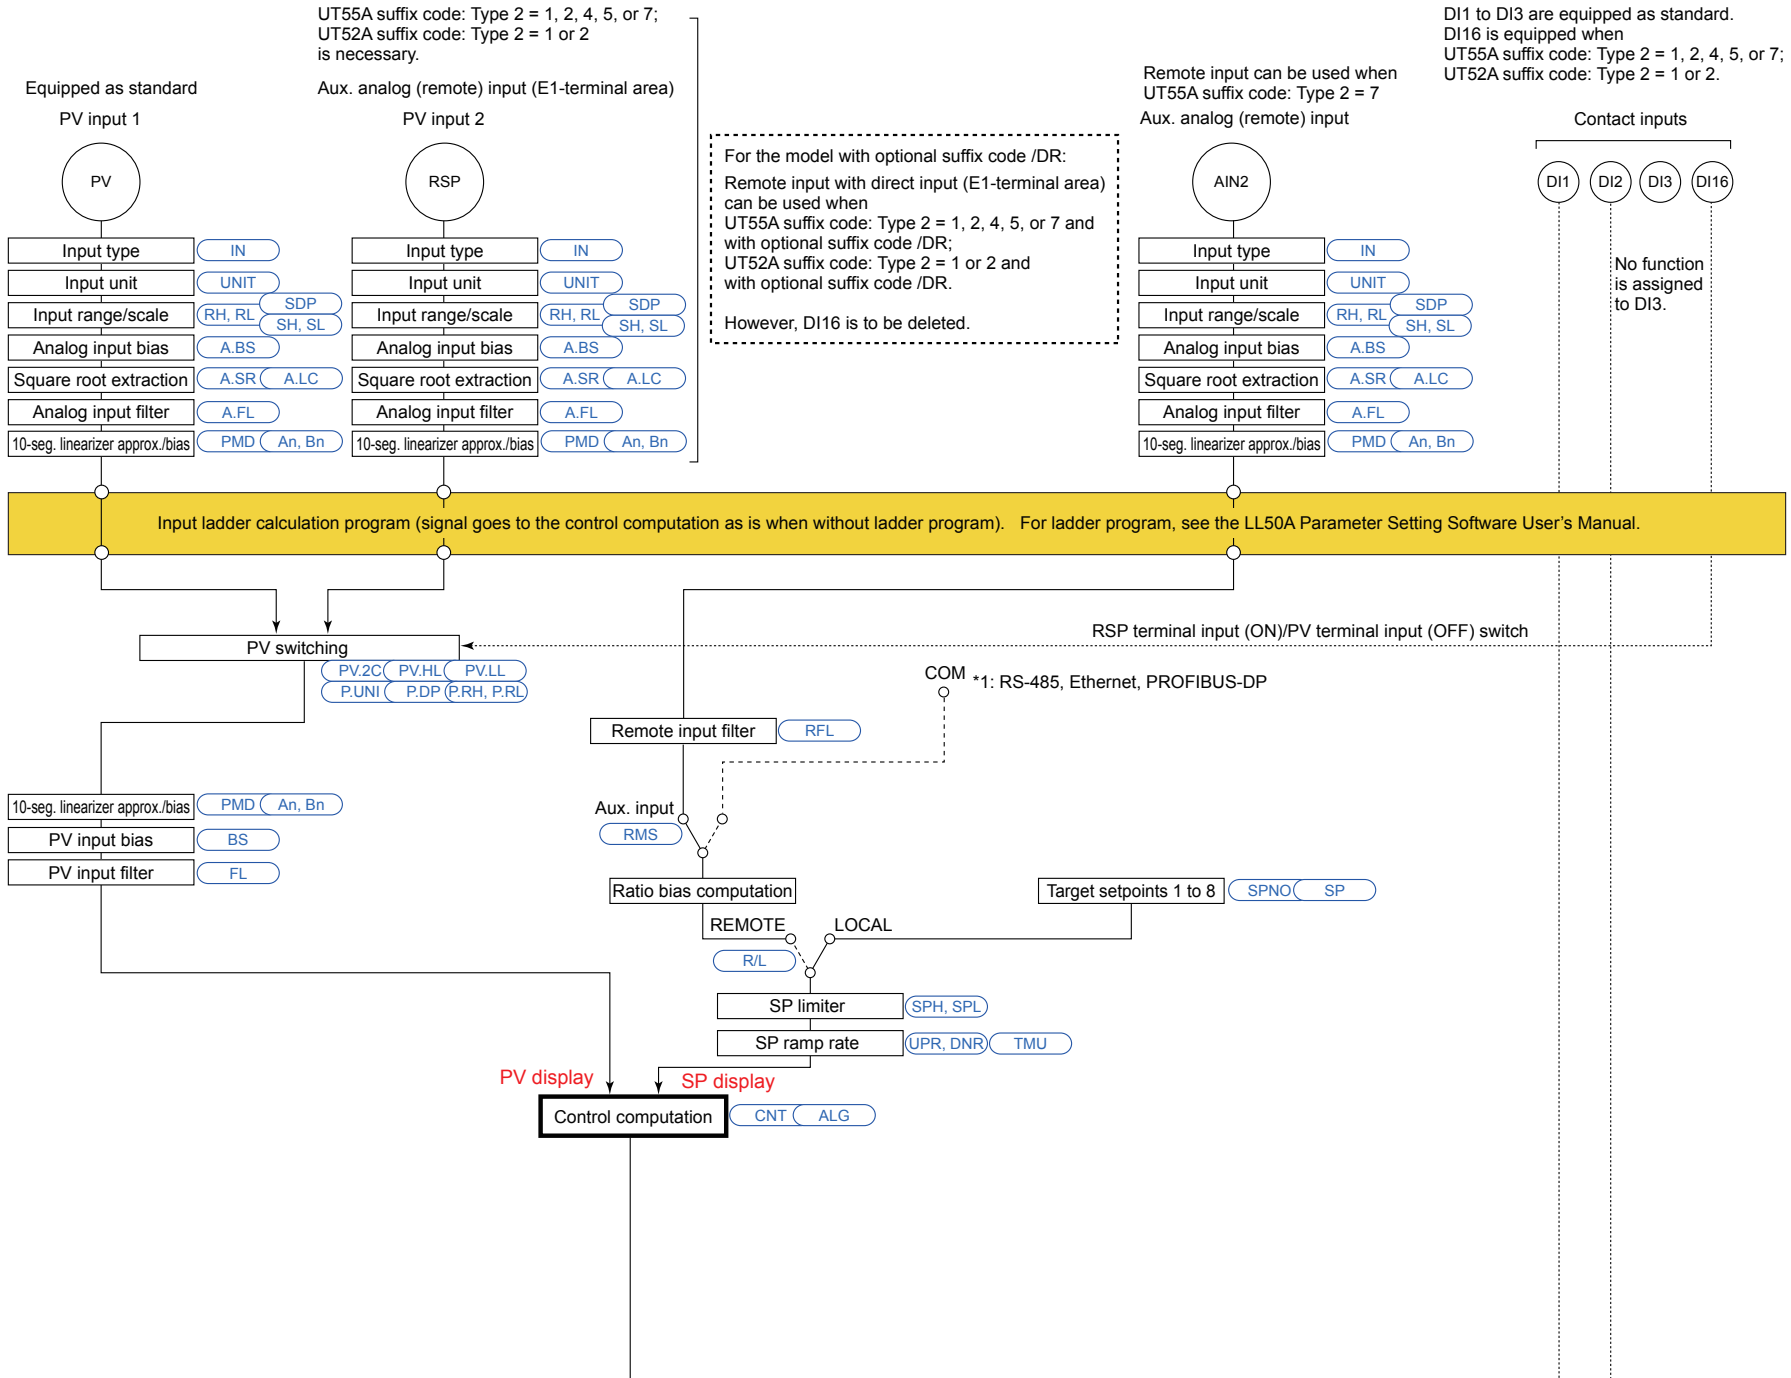 UT55A suffix code: Type 2 = 1, 2, 4, 5, or 7;
UT52A suffix code: Type 2 = 1 or 2
is necessary.
DI1 to DI3 are equipped as standard.
DI16 is equipped when
UT55A suffix code: Type 2 = 1, 2, 4, 5, or 7;
UT52A suffix code: Type 2 = 1 or 2.
Equipped as standard
PV input 1
Aux. analog (remote) input (E1-terminal area)
PV input 2
Remote input can be used when
UT55A suffix code: Type 2 = 7
Aux. analog (remote) input
Contact inputs
For the model with optional suffix code /DR:
Remote input with direct input (E1-terminal area)
can be used when
UT55A suffix code: Type 2 = 1, 2, 4, 5, or 7 and
with optional suffix code /DR;
UT52A suffix code: Type 2 = 1 or 2 and
with optional suffix code /DR.
However, DI16 is to be deleted.
PV
RSP
AIN2
DI1
DI2
DI3
DI16
No function
is assigned
to DI3.
Input type
IN
Input unit
UNIT
Input range/scale
RH, RL
SDP
SH, SL
Analog input bias
A.BS
Square root extraction
A.SR
A.LC
Analog input filter
A.FL
10-seg. linearizer approx./bias
PMD
An, Bn
Input type
IN
Input unit
UNIT
Input range/scale
RH, RL
SDP
SH, SL
Analog input bias
A.BS
Square root extraction
A.SR
A.LC
Analog input filter
A.FL
10-seg. linearizer approx./bias
PMD
An, Bn
Input type
IN
Input unit
UNIT
Input range/scale
RH, RL
SDP
SH, SL
Analog input bias
A.BS
Square root extraction
A.SR
A.LC
Analog input filter
A.FL
10-seg. linearizer approx./bias
PMD
An, Bn
Input ladder calculation program (signal goes to the control computation as is when without ladder program). For ladder program, see the LL50A Parameter Setting Software User's Manual.
RSP terminal input (ON)/PV terminal input (OFF) switch
PV switching
PV.2C
PV.HL
PV.LL
P.UNI
P.DP
P.RH, P.RL
COM
*1: RS-485, Ethernet, PROFIBUS-DP
Remote input filter
RFL
10-seg. linearizer approx./bias
PMD
An, Bn
PV input bias
BS
PV input filter
FL
Aux. input
RMS
Ratio bias computation
Target setpoints 1 to 8
SPNO
SP
REMOTE
LOCAL
R/L
SP limiter
SPH, SPL
SP ramp rate
UPR, DNR
TMU
PV display
SP display
Control computation
CNT
ALG